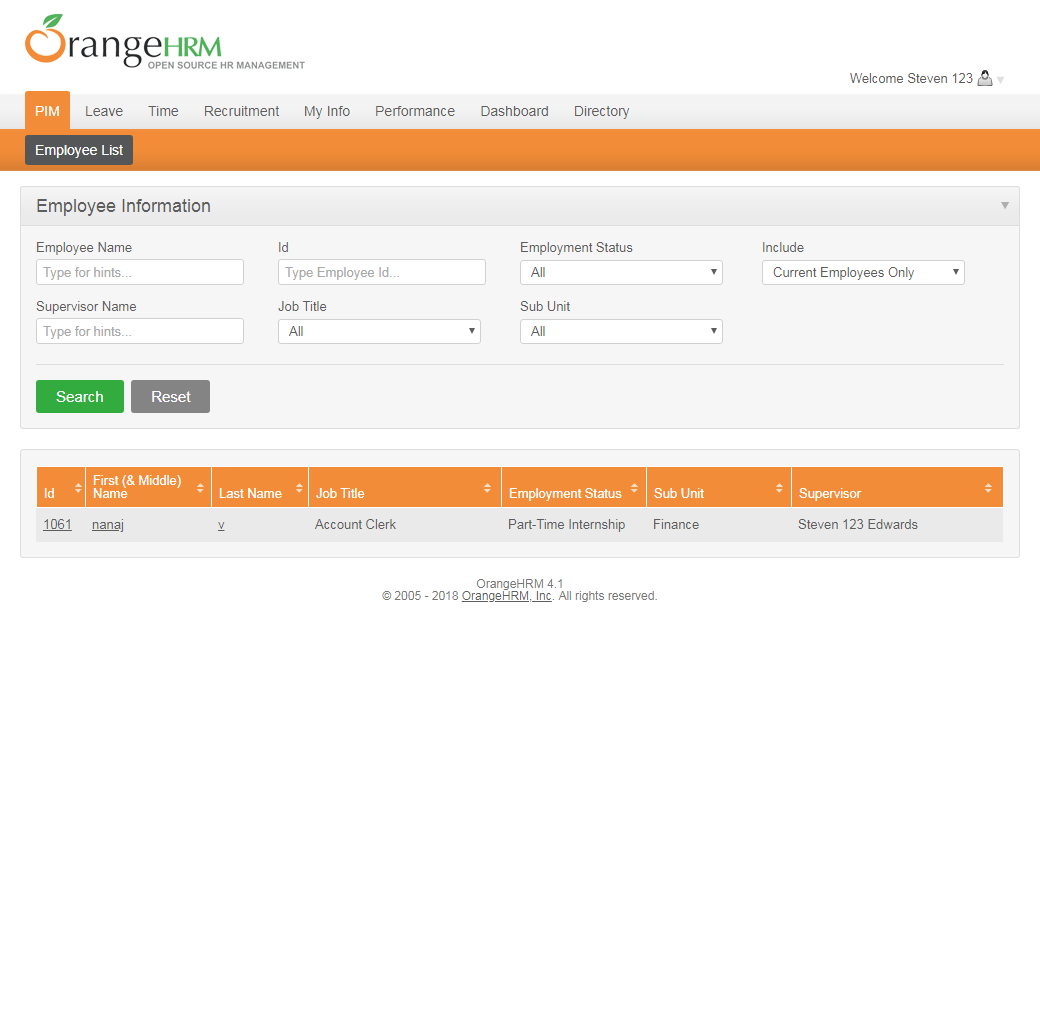 OrangeHRM
OPEN SOURCE HR MANAGEMENT
Welcome Steven 123
PIM Leave Time Recruitment My Info Performance Dashboard Directory
Employee List
Employee Information
Employee Name Id Employment Status Include
Type for hints... Type Employee Id... All Current Employees Only
Supervisor Name Job Title Sub Unit
Type for hints... All All
Search Reset
Id First (& Middle) Name Last Name Job Title Employment Status Sub Unit Supervisor
1061 nanaj v Account Clerk Part-Time Internship Finance Steven 123 Edwards
OrangeHRM 4.1
© 2005 - 2018 OrangeHRM, Inc. All rights reserved.